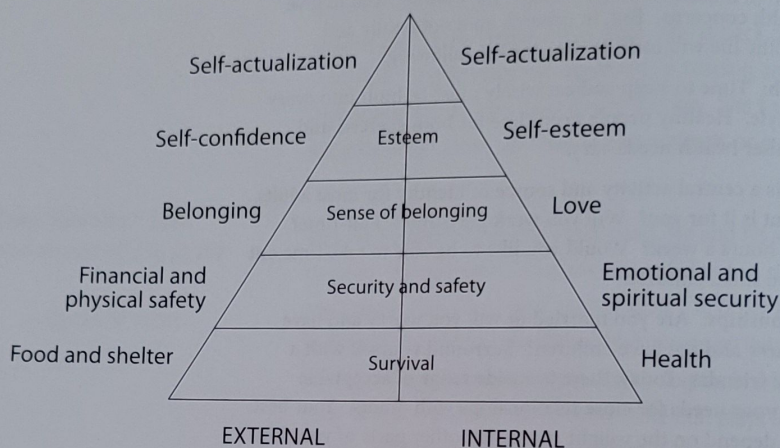 Self-actualization
Self-actualization
Self-confidence
Esteem
Self-esteem
Belonging
Sense of belonging
Love
Financial and
physical safety
Security and safety
Emotional and
spiritual security
Food and shelter
Survival
Health
EXTERNAL
INTERNAL